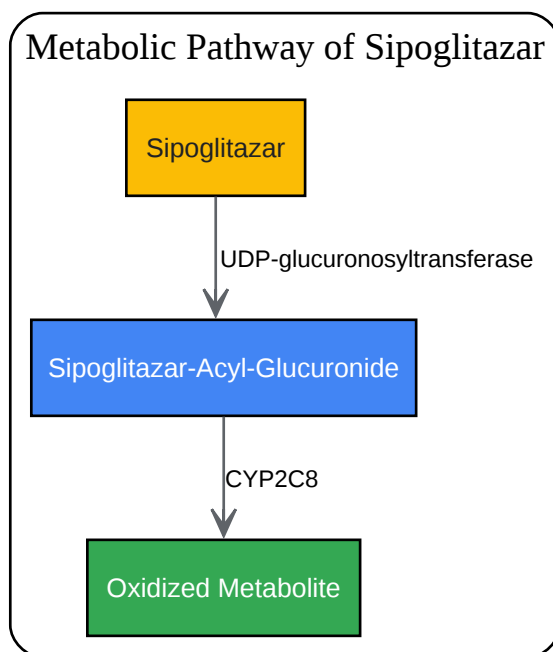 Metabolic Pathway of Sipoglitazar
Sipoglitazar
UDP-glucuronosyltransferase
Sipoglitazar-Acyl-Glucuronide
CYP2C8
Oxidized Metabolite